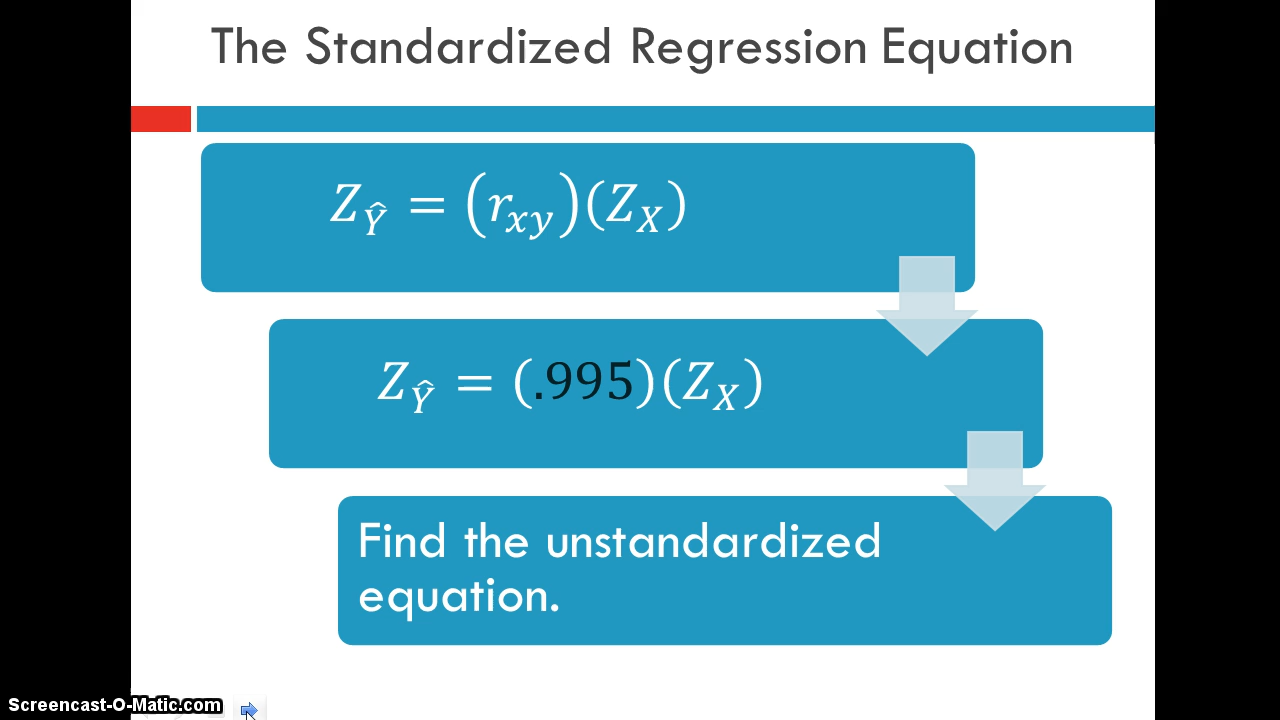 The Standardized Regression Equation
Z_Ŷ = (r_xy)(Z_X)
Z_Ŷ = (.995)(Z_X)
Find the unstandardized
equation.
Screencast-O-Matic.com